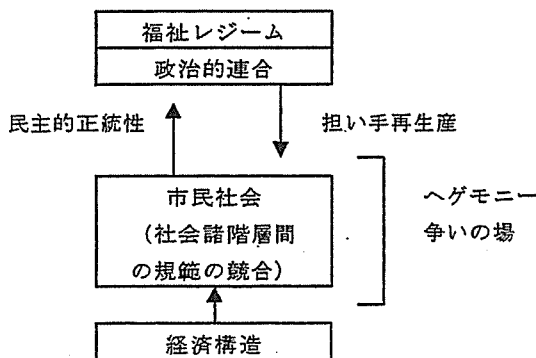 福祉レジーム
政治的連合
民主的正統性
担い手再生産
市民社会
（社会諸階層間
の規範の競合）
ヘゲモニー
争いの場
経済構造